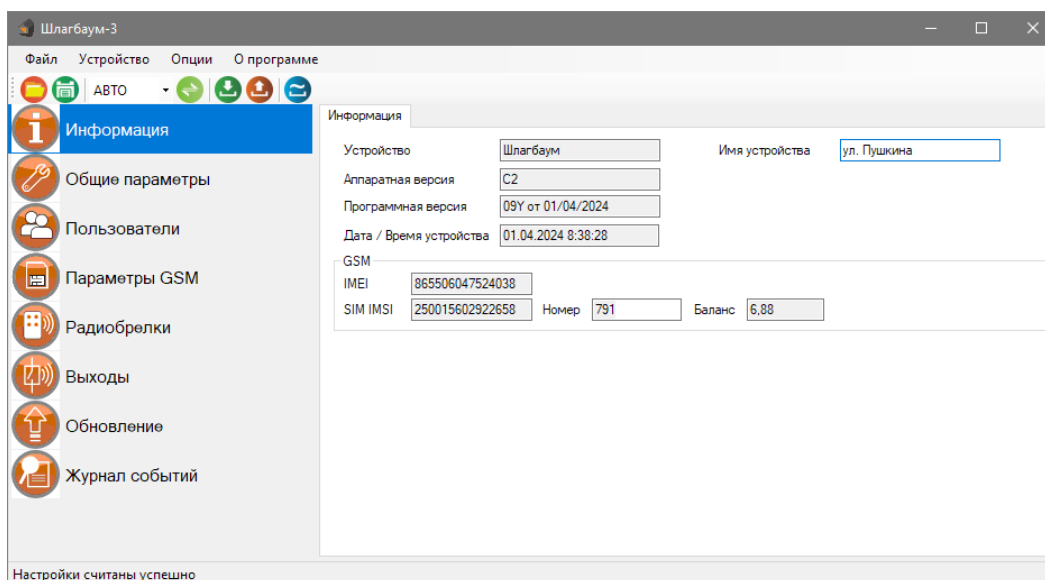 Шлагбаум-3
Файл Устройство Опции О программе
АВТО
Информация
Общие параметры
Пользователи
Параметры GSM
Радиобрелки
Выходы
Обновление
Журнал событий
Информация
Устройство Шлагбаум Имя устройства ул. Пушкина
Аппаратная версия C2
Программная версия 09Y от 01/04/2024
Дата / Время устройства 01.04.2024 8:38:28
GSM
IMEI 865506047524038
SIM IMSI 250015602922658 Номер 791 Баланс 6,88
Настройки считаны успешно